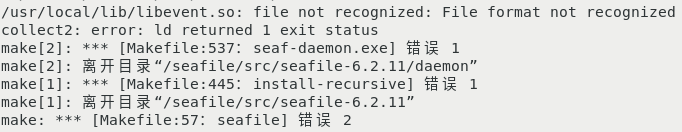 /usr/local/lib/libevent.so: file not recognized: File format not recognized
collect2: error: ld returned 1 exit status
make[2]: *** [Makefile:537：seaf-daemon.exe] 错误 1
make[2]: 离开目录“/seafile/src/seafile-6.2.11/daemon”
make[1]: *** [Makefile:445：install-recursive] 错误 1
make[1]: 离开目录“/seafile/src/seafile-6.2.11”
make: *** [Makefile:57：seafile] 错误 2